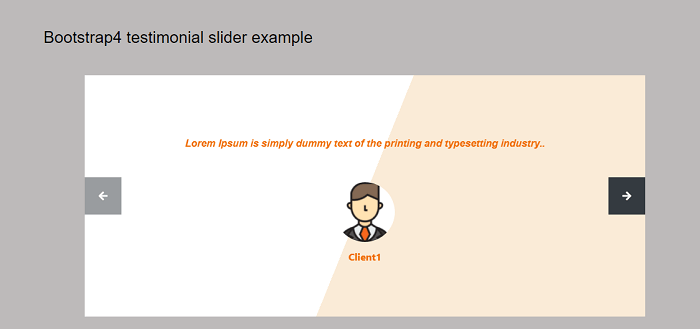 Bootstrap4 testimonial slider example
Lorem Ipsum is simply dummy text of the printing and typesetting industry..
Client1